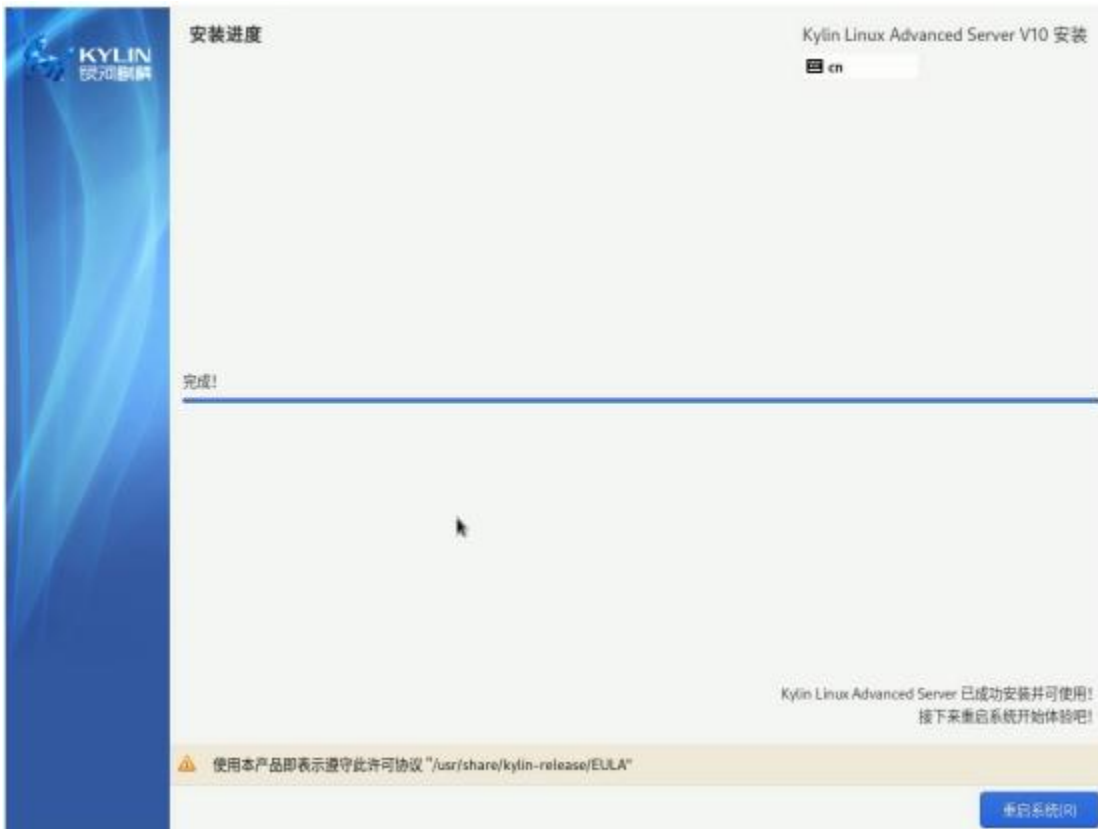 KYLIN
银河麒麟
安装进度
Kylin Linux Advanced Server V10 安装
cn
完成！
Kylin Linux Advanced Server 已成功安装并可使用！
接下来重启系统开始体验吧！
使用本产品即表示遵守此许可协议 "/usr/share/kylin-release/EULA"
重启系统(R)